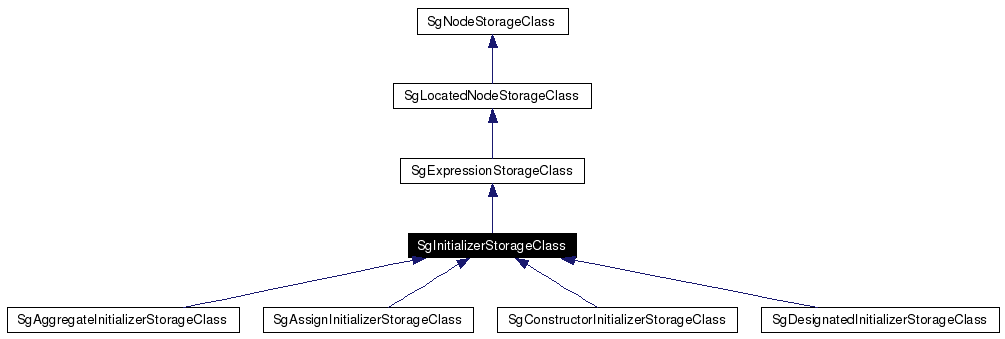 SgNodeStorageClass
SgLocatedNodeStorageClass
SgExpressionStorageClass
SgInitializerStorageClass
SgAggregateInitializerStorageClass
SgAssignInitializerStorageClass
SgConstructorInitializerStorageClass
SgDesignatedInitializerStorageClass